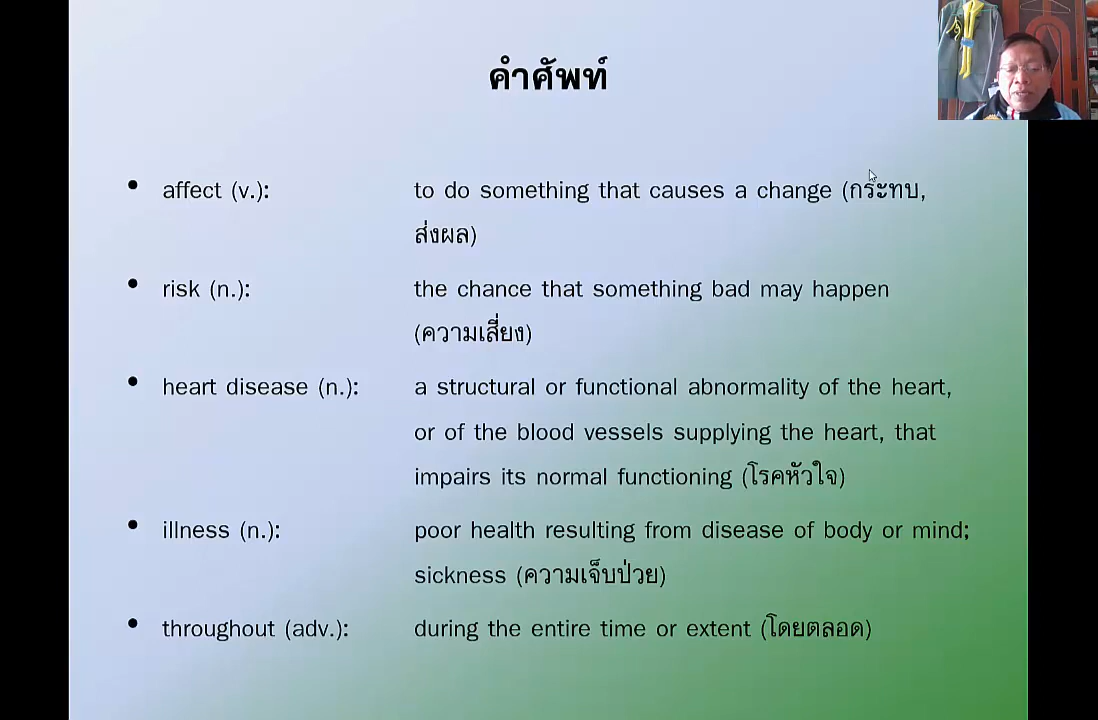 คำศัพท์
• affect (v.): to do something that causes a change (กระทบ,
ส่งผล)
• risk (n.): the chance that something bad may happen
(ความเสี่ยง)
• heart disease (n.): a structural or functional abnormality of the heart,
or of the blood vessels supplying the heart, that
impairs its normal functioning (โรคหัวใจ)
• illness (n.): poor health resulting from disease of body or mind;
sickness (ความเจ็บป่วย)
• throughout (adv.): during the entire time or extent (โดยตลอด)